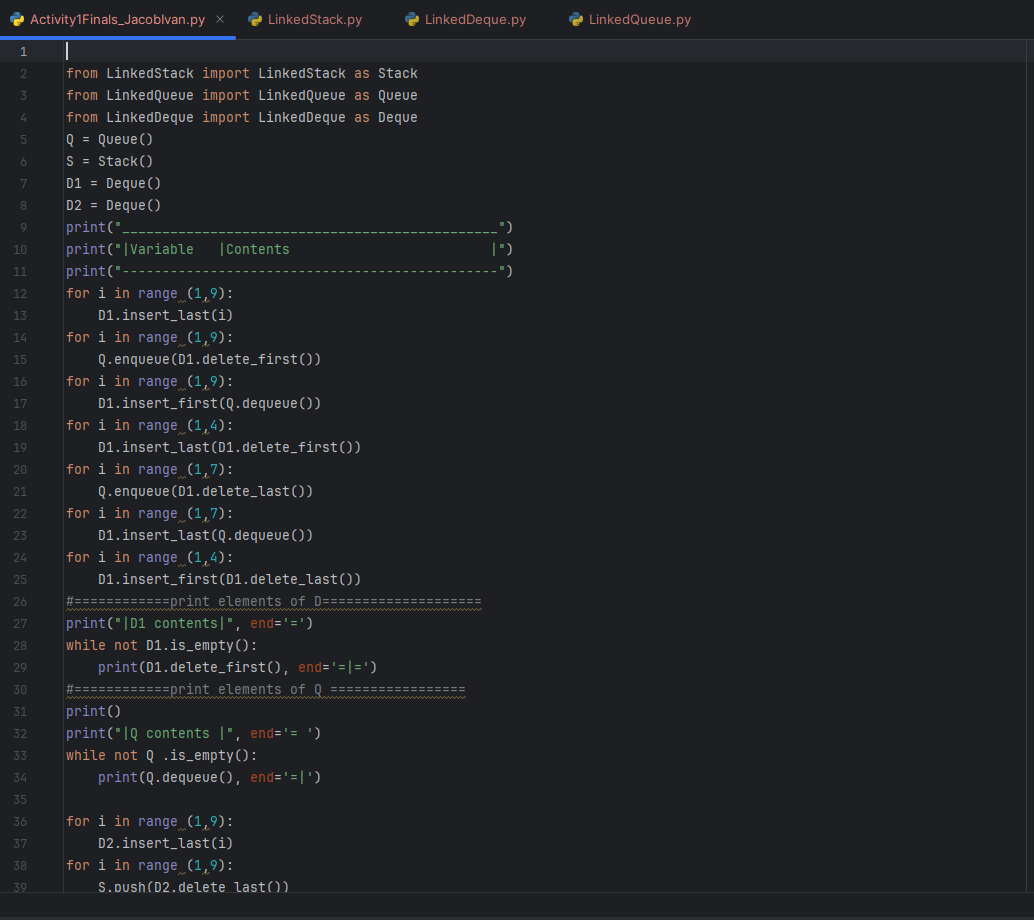 Activity1Finals_JacobIvan.py × LinkedStack.py LinkedDeque.py LinkedQueue.py
1
2 from LinkedStack import LinkedStack as Stack
3 from LinkedQueue import LinkedQueue as Queue
4 from LinkedDeque import LinkedDeque as Deque
5 Q = Queue()
6 S = Stack()
7 D1 = Deque()
8 D2 = Deque()
9 print("_______________________________________________")
10 print("|Variable   |Contents                         |")
11 print("-----------------------------------------------")
12 for i in range (1,9):
13     D1.insert_last(i)
14 for i in range (1,9):
15     Q.enqueue(D1.delete_first())
16 for i in range (1,9):
17     D1.insert_first(Q.dequeue())
18 for i in range (1,4):
19     D1.insert_last(D1.delete_first())
20 for i in range (1,7):
21     Q.enqueue(D1.delete_last())
22 for i in range (1,7):
23     D1.insert_last(Q.dequeue())
24 for i in range (1,4):
25     D1.insert_first(D1.delete_last())
26 #============print elements of D====================
27 print("|D1 contents|", end='=')
28 while not D1.is_empty():
29     print(D1.delete_first(), end='=|=')
30 #============print elements of Q =================
31 print()
32 print("|Q contents |", end='= ')
33 while not Q .is_empty():
34     print(Q.dequeue(), end='=|')
35
36 for i in range (1,9):
37     D2.insert_last(i)
38 for i in range (1,9):
39     S.push(D2.delete_last())